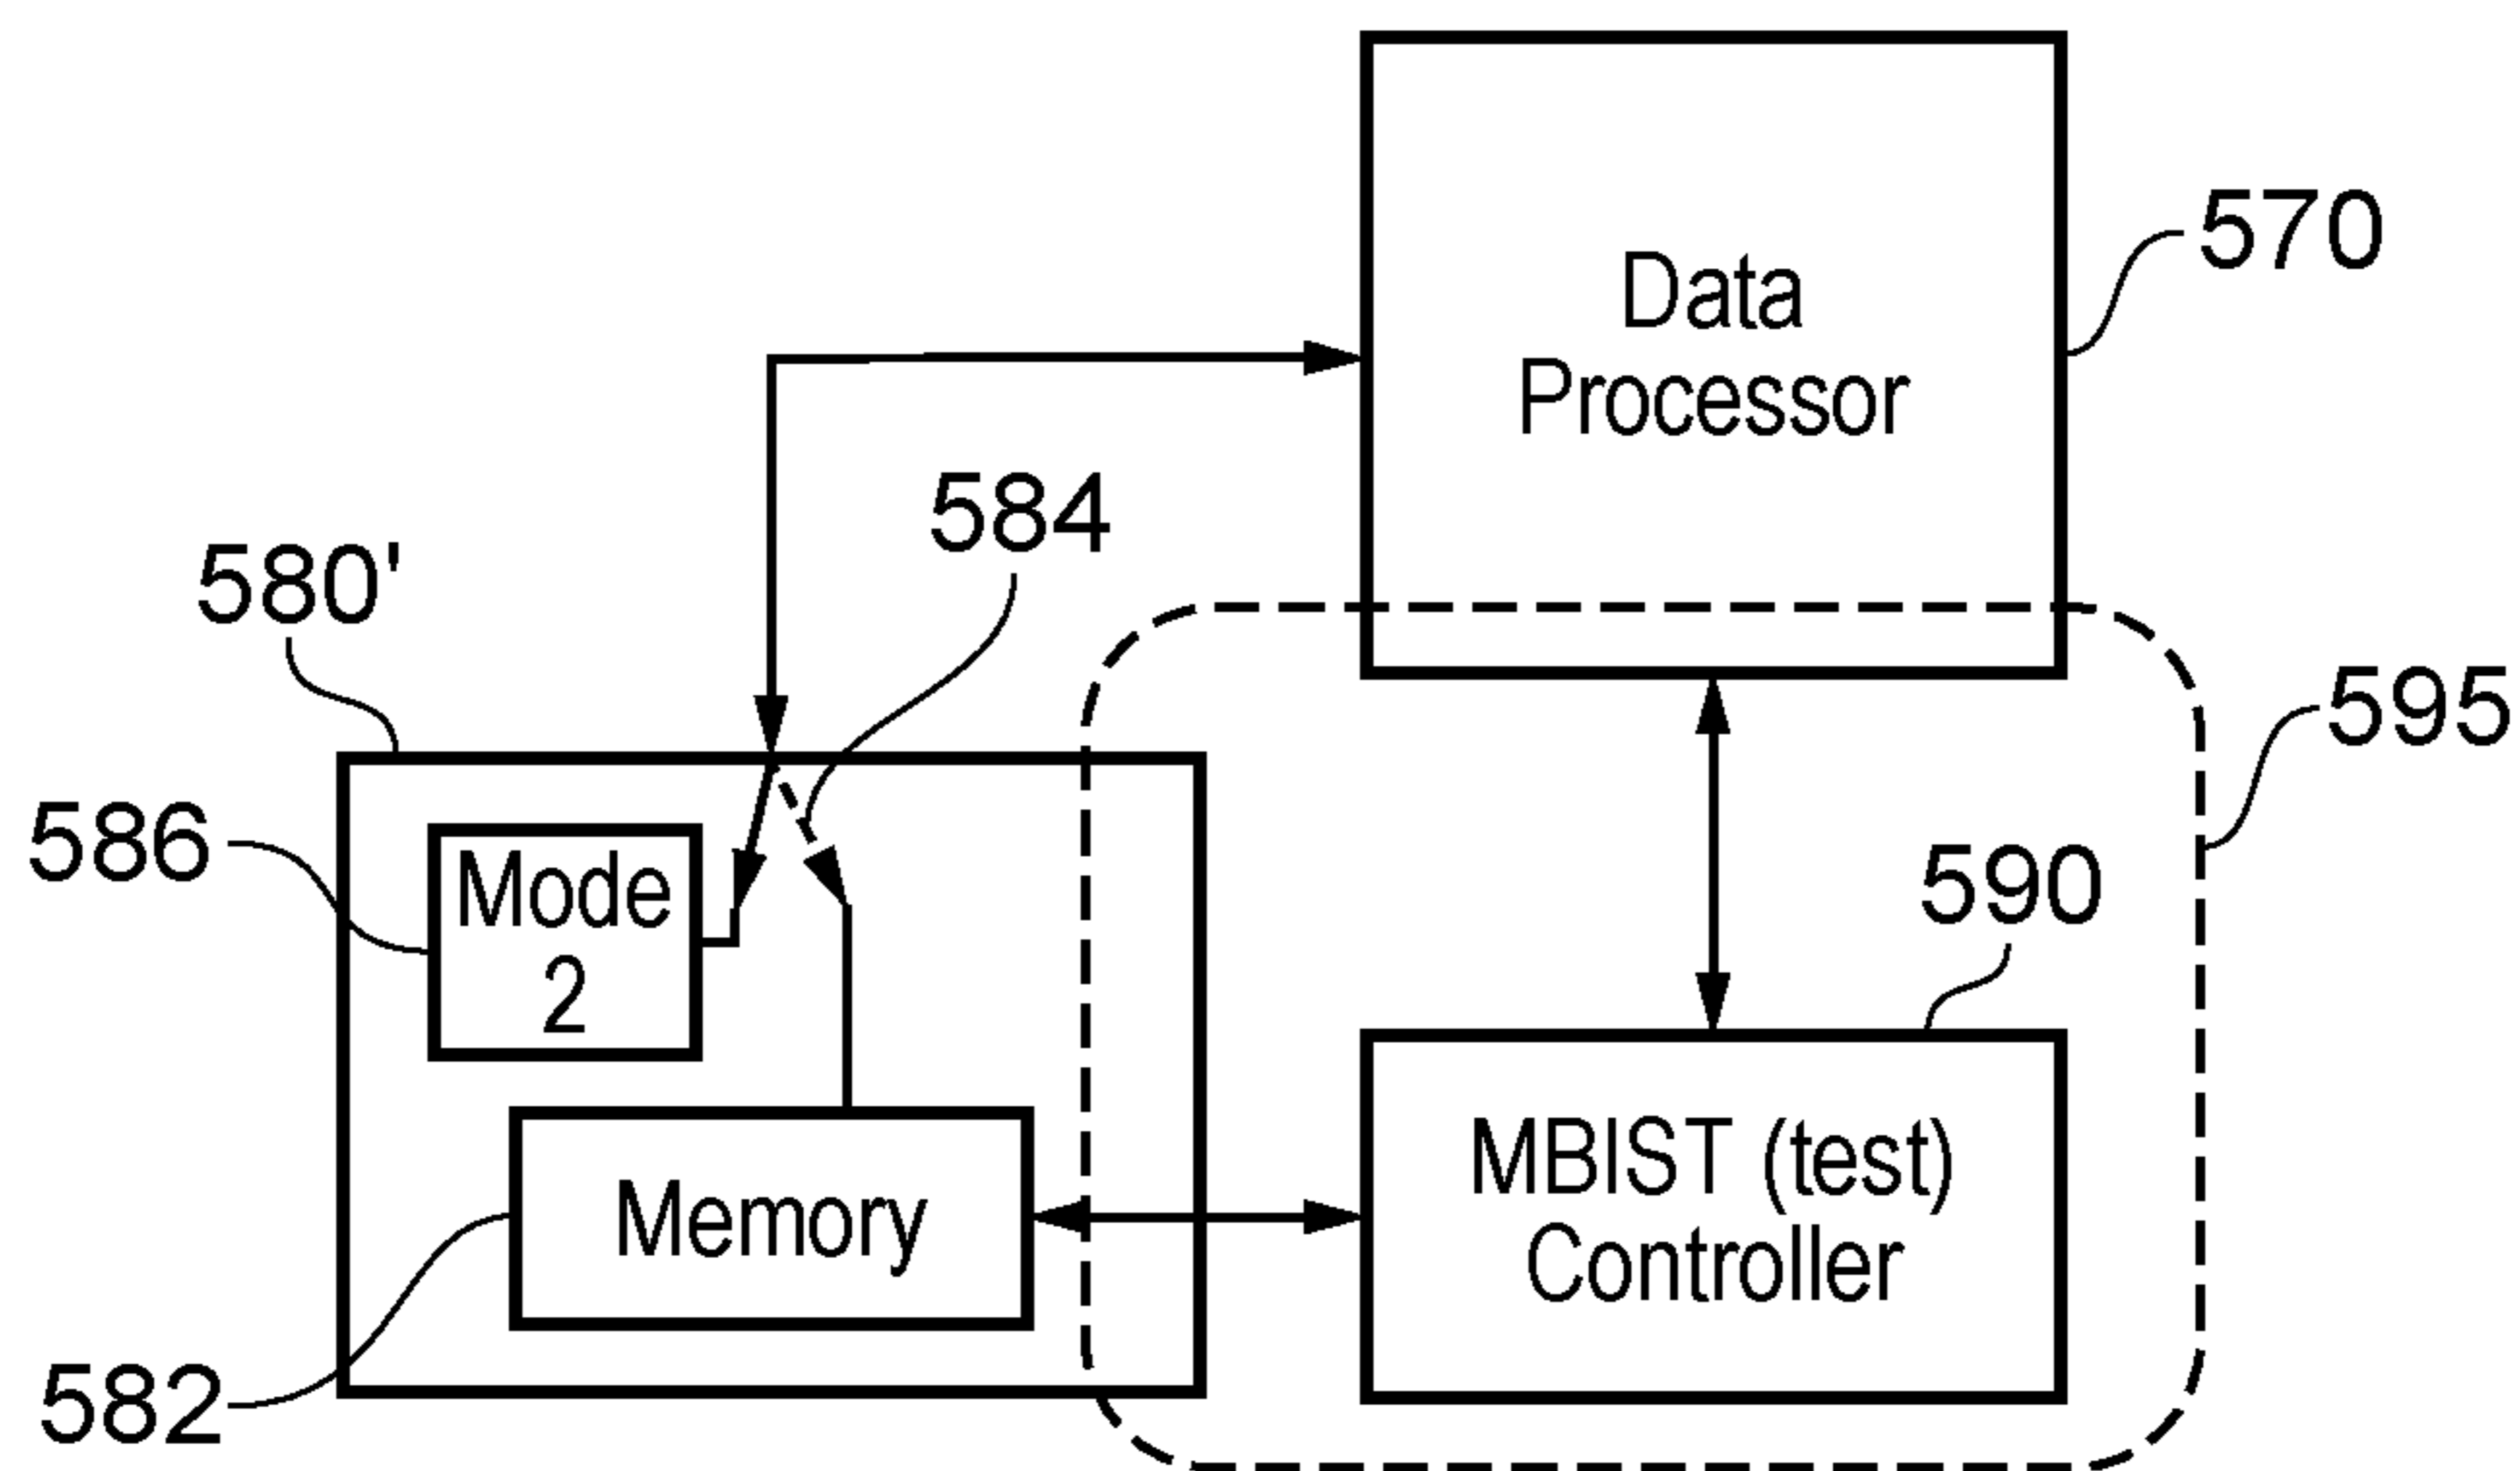 Data
Processor
570
584
580'
595
586
Mode
2
590
MBIST (test)
Controller
Memory
582